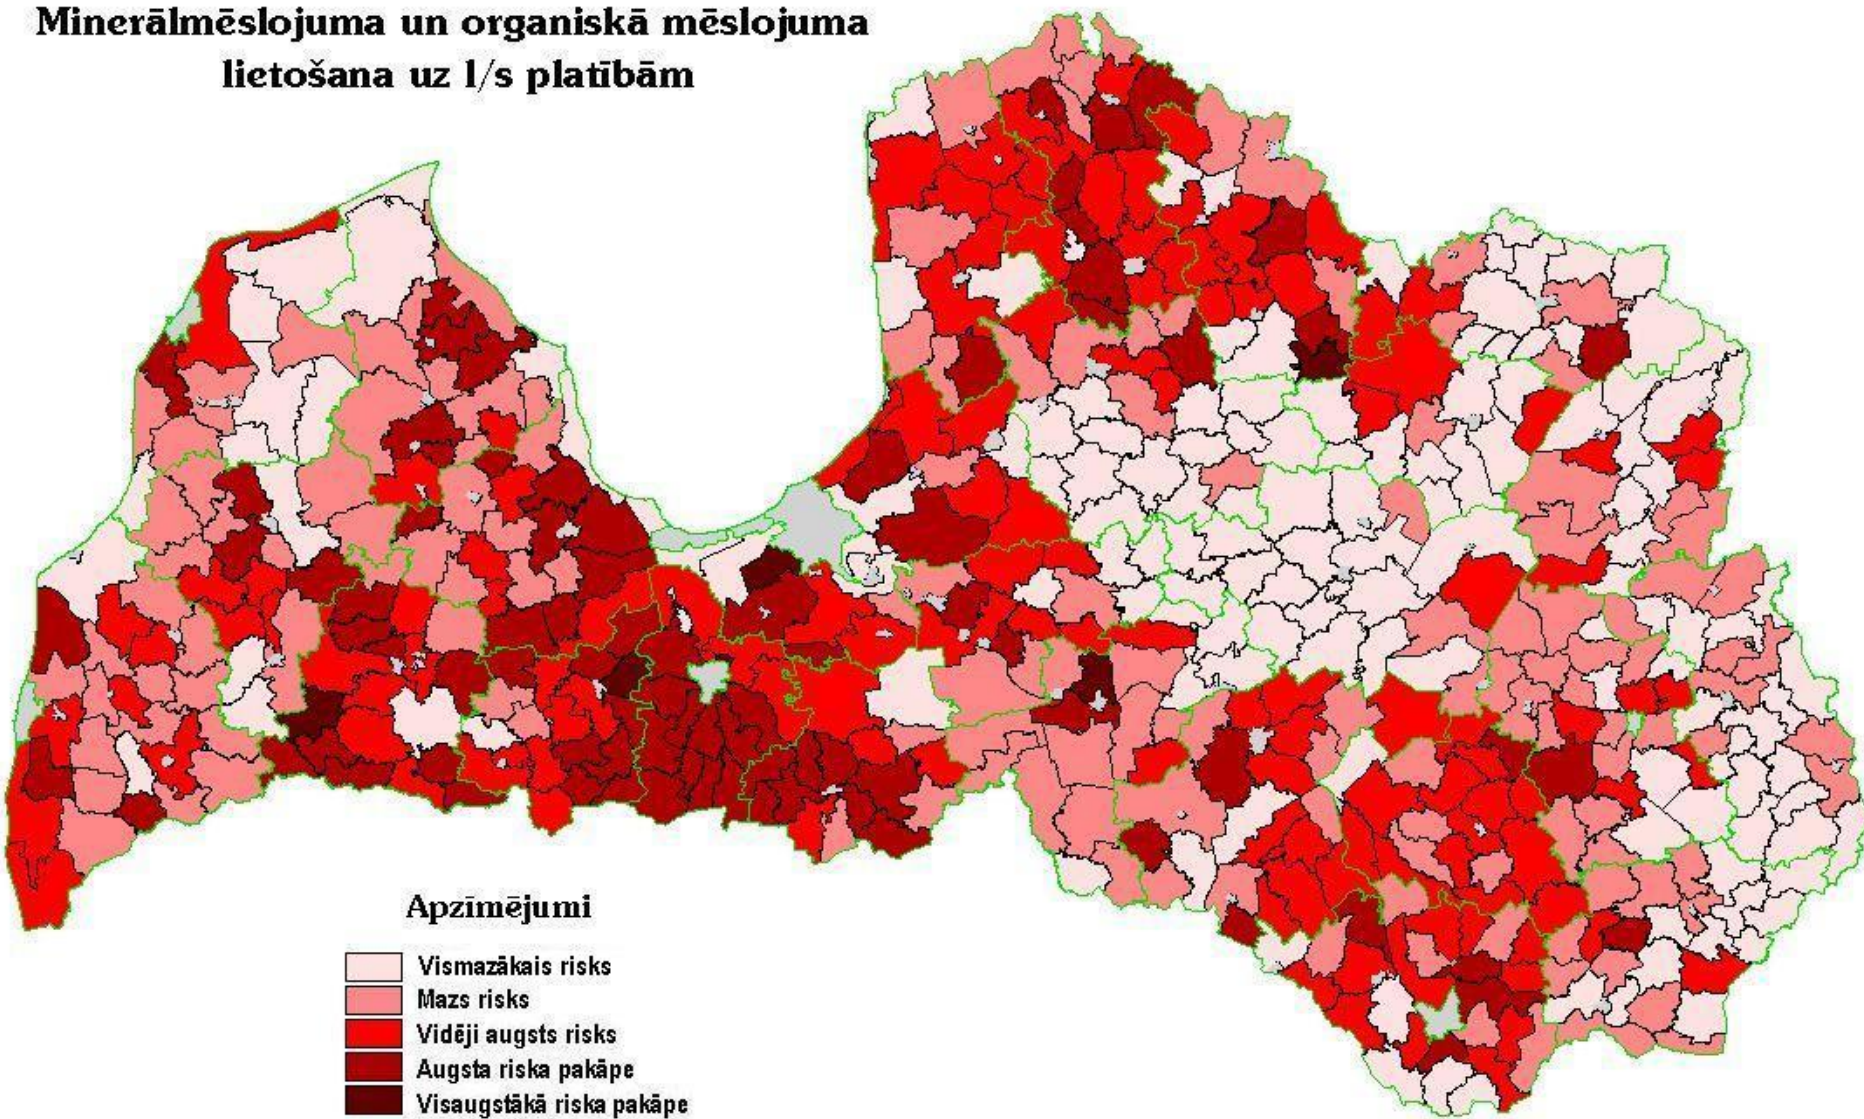 Minerālmēslojuma un organiskā mēslojuma
lietošana uz l/s platībām
Apzīmējumi
Vismazākais risks
Mazs risks
Vidēji augsts risks
Augsta riska pakāpe
Visaugstākā riska pakāpe